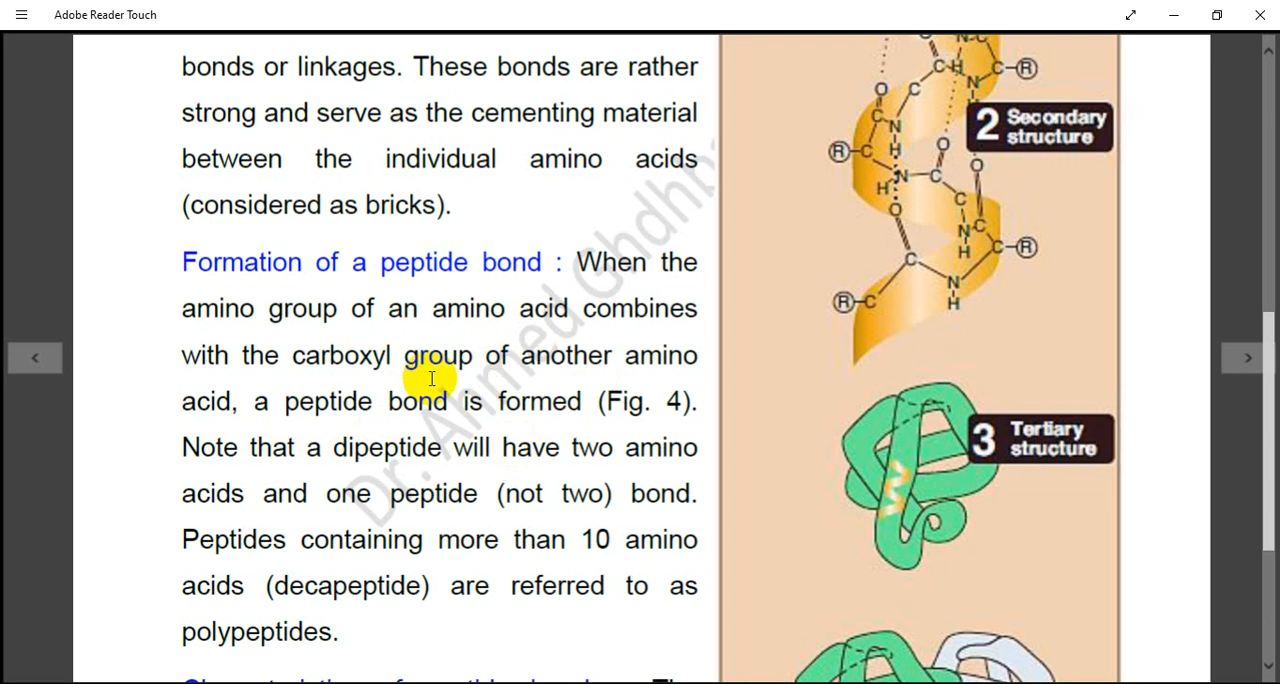 Adobe Reader Touch
bonds or linkages. These bonds are rather
strong and serve as the cementing material
between the individual amino acids
(considered as bricks).
Formation of a peptide bond : When the
amino group of an amino acid combines
with the carboxyl group of another amino
acid, a peptide bond is formed (Fig. 4).
Note that a dipeptide will have two amino
acids and one peptide (not two) bond.
Peptides containing more than 10 amino
acids (decapeptide) are referred to as
polypeptides.
Dr. Ahmed
2 Secondary
structure
3 Tertiary
structure